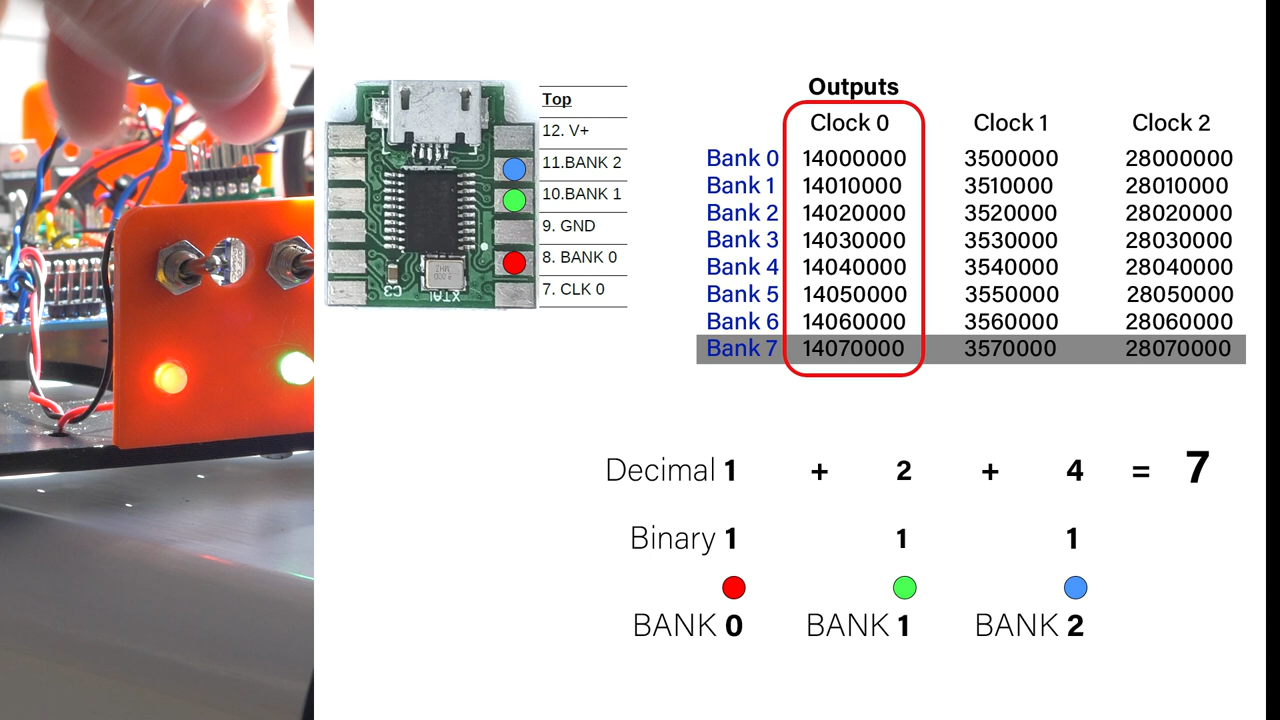 Top
12. V+
11.BANK 2
10.BANK 1
9. GND
8. BANK 0
7. CLK 0
C3
XTAL
Outputs
Clock 0 Clock 1 Clock 2
Bank 0 14000000 3500000 28000000
Bank 1 14010000 3510000 28010000
Bank 2 14020000 3520000 28020000
Bank 3 14030000 3530000 28030000
Bank 4 14040000 3540000 28040000
Bank 5 14050000 3550000 28050000
Bank 6 14060000 3560000 28060000
Bank 7 14070000 3570000 28070000
Decimal 1 + 2 + 4 = 7
Binary 1 1 1
BANK 0 BANK 1 BANK 2